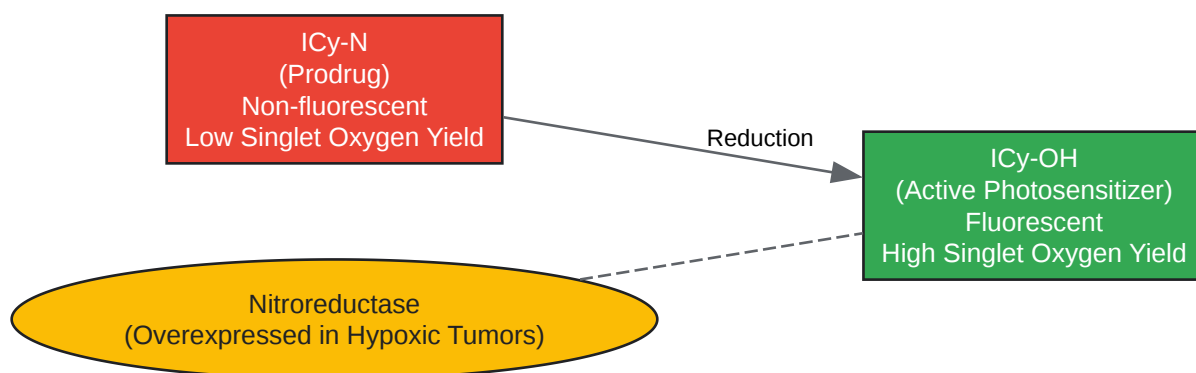 ICy-N
(Prodrug)
Non-fluorescent
Low Singlet Oxygen Yield
Reduction
ICy-OH
(Active Photosensitizer)
Fluorescent
High Singlet Oxygen Yield
Nitroreductase
(Overexpressed in Hypoxic Tumors)